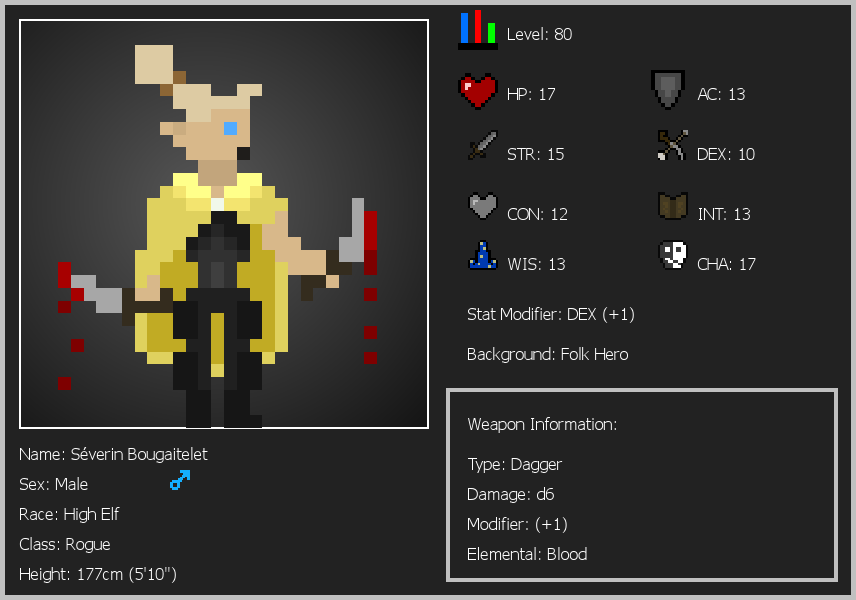 Level: 80
HP: 17
AC: 13
STR: 15
DEX: 10
CON: 12
INT: 13
WIS: 13
CHA: 17
Stat Modifier: DEX (+1)
Background: Folk Hero
Weapon Information:
Type: Dagger
Damage: d6
Modifier: (+1)
Elemental: Blood
Name: Séverin Bougaitelet
Sex: Male
Race: High Elf
Class: Rogue
Height: 177cm (5'10")